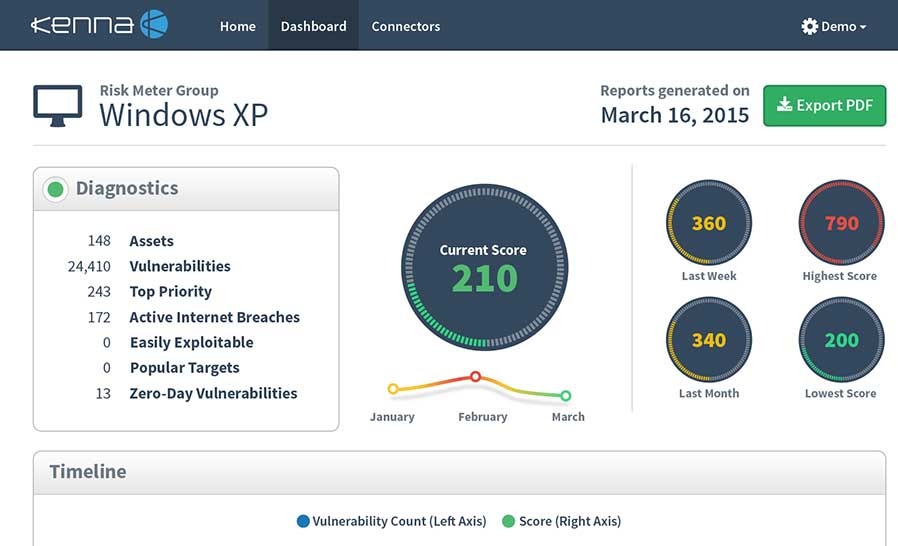 kenna
Home
Dashboard
Connectors
Demo
Risk Meter Group
Windows XP
Reports generated on
March 16, 2015
Export PDF
Diagnostics
148 Assets
24,410 Vulnerabilities
243 Top Priority
172 Active Internet Breaches
0 Easily Exploitable
0 Popular Targets
13 Zero-Day Vulnerabilities
Current Score
210
January
February
March
360
Last Week
790
Highest Score
340
Last Month
200
Lowest Score
Timeline
Vulnerability Count (Left Axis)
Score (Right Axis)